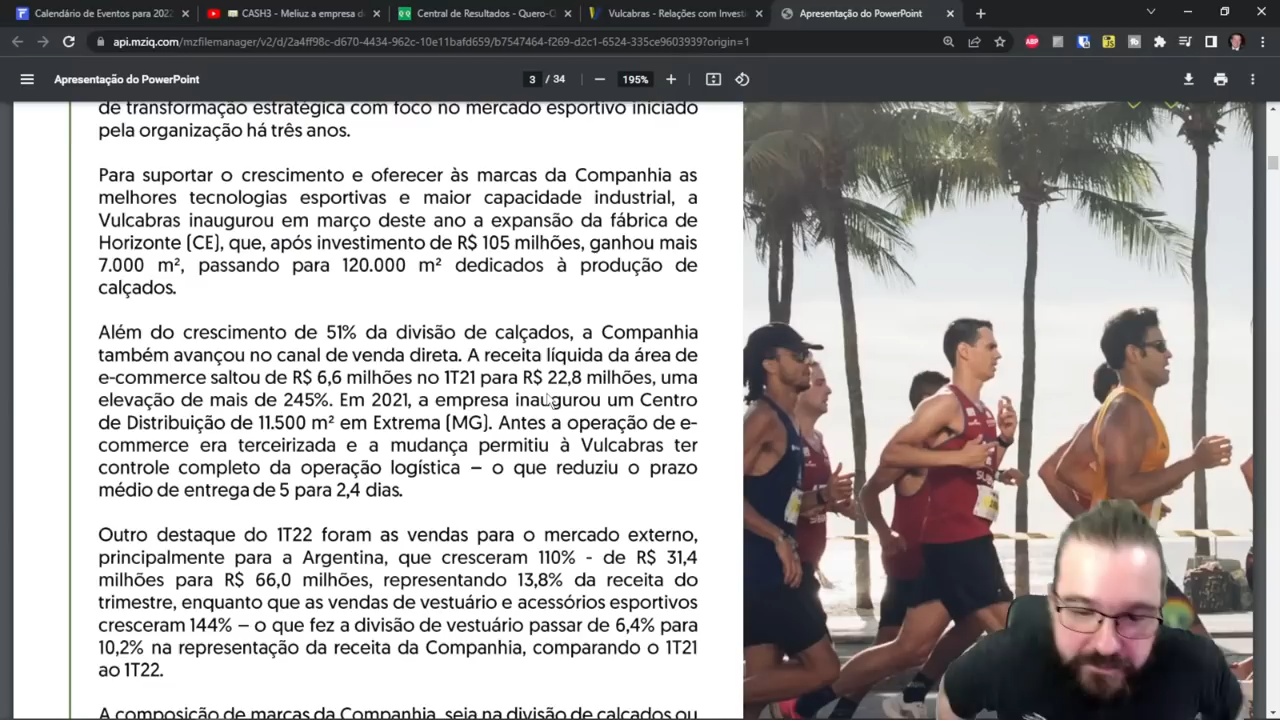 Calendário de Eventos para 2022
CASH3 - Meliuz a empresa d
Central de Resultados - Quero-Q
Vulcabras - Relações com Investi
Apresentação do PowerPoint
api.mziq.com/mzfilemanager/v2/d/2a4ff98c-d670-4434-962c-10e11bafd659/b7547464-f269-d2c1-6524-335ce9603939?origin=1
Apresentação do PowerPoint
3 / 34
195%
de transformação estratégica com foco no mercado esportivo iniciado
pela organização há três anos.
Para suportar o crescimento e oferecer às marcas da Companhia as
melhores tecnologias esportivas e maior capacidade industrial, a
Vulcabras inaugurou em março deste ano a expansão da fábrica de
Horizonte (CE), que, após investimento de R$ 105 milhões, ganhou mais
7.000 m², passando para 120.000 m² dedicados à produção de
calçados.
Além do crescimento de 51% da divisão de calçados, a Companhia
também avançou no canal de venda direta. A receita líquida da área de
e-commerce saltou de R$ 6,6 milhões no 1T21 para R$ 22,8 milhões, uma
elevação de mais de 245%. Em 2021, a empresa inaugurou um Centro
de Distribuição de 11.500 m² em Extrema (MG). Antes a operação de e-
commerce era terceirizada e a mudança permitiu à Vulcabras ter
controle completo da operação logística – o que reduziu o prazo
médio de entrega de 5 para 2,4 dias.
Outro destaque do 1T22 foram as vendas para o mercado externo,
principalmente para a Argentina, que cresceram 110% - de R$ 31,4
milhões para R$ 66,0 milhões, representando 13,8% da receita do
trimestre, enquanto que as vendas de vestuário e acessórios esportivos
cresceram 144% – o que fez a divisão de vestuário passar de 6,4% para
10,2% na representação da receita da Companhia, comparando o 1T21
ao 1T22.
A composição de marcas da Companhia, seja na divisão de calçados ou